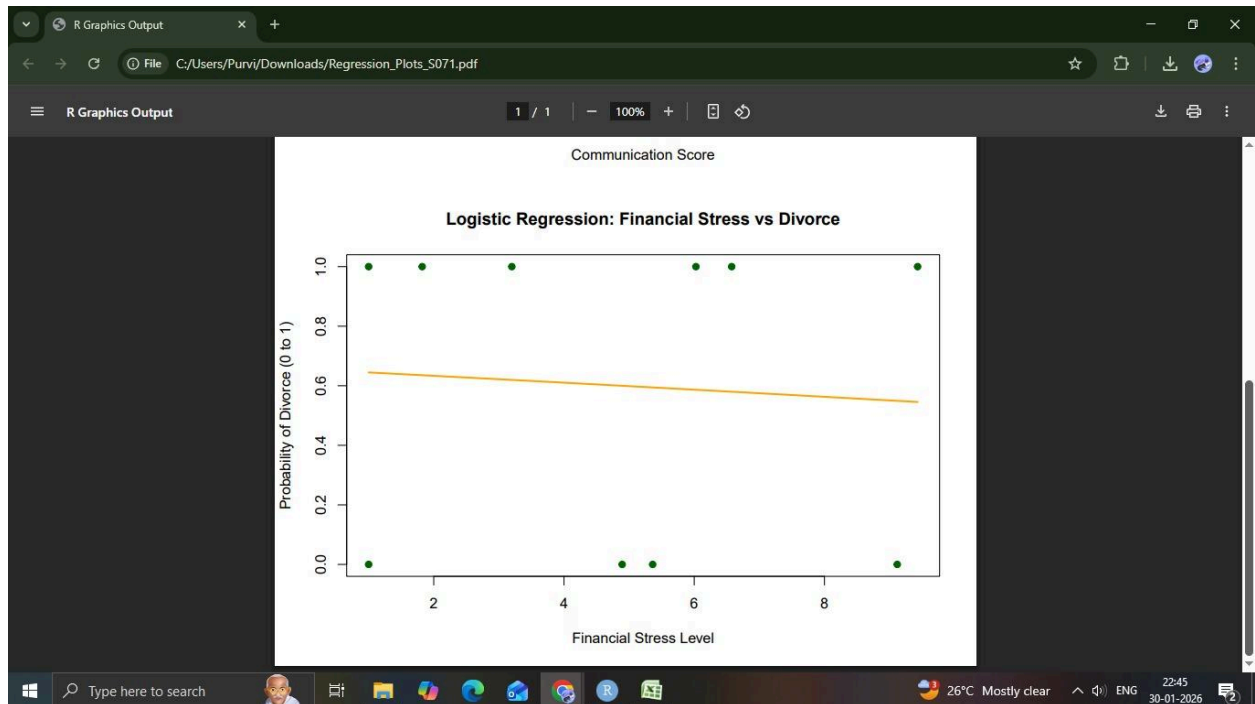 R Graphics Output
File C:/Users/Purvi/Downloads/Regression_Plots_S071.pdf
R Graphics Output 1 / 1 100%
Communication Score
Logistic Regression: Financial Stress vs Divorce
Probability of Divorce (0 to 1)
1.0
0.8
0.6
0.4
0.2
0.0
2 4 6 8
Financial Stress Level
Type here to search 26°C Mostly clear ENG 22:45
30-01-2026